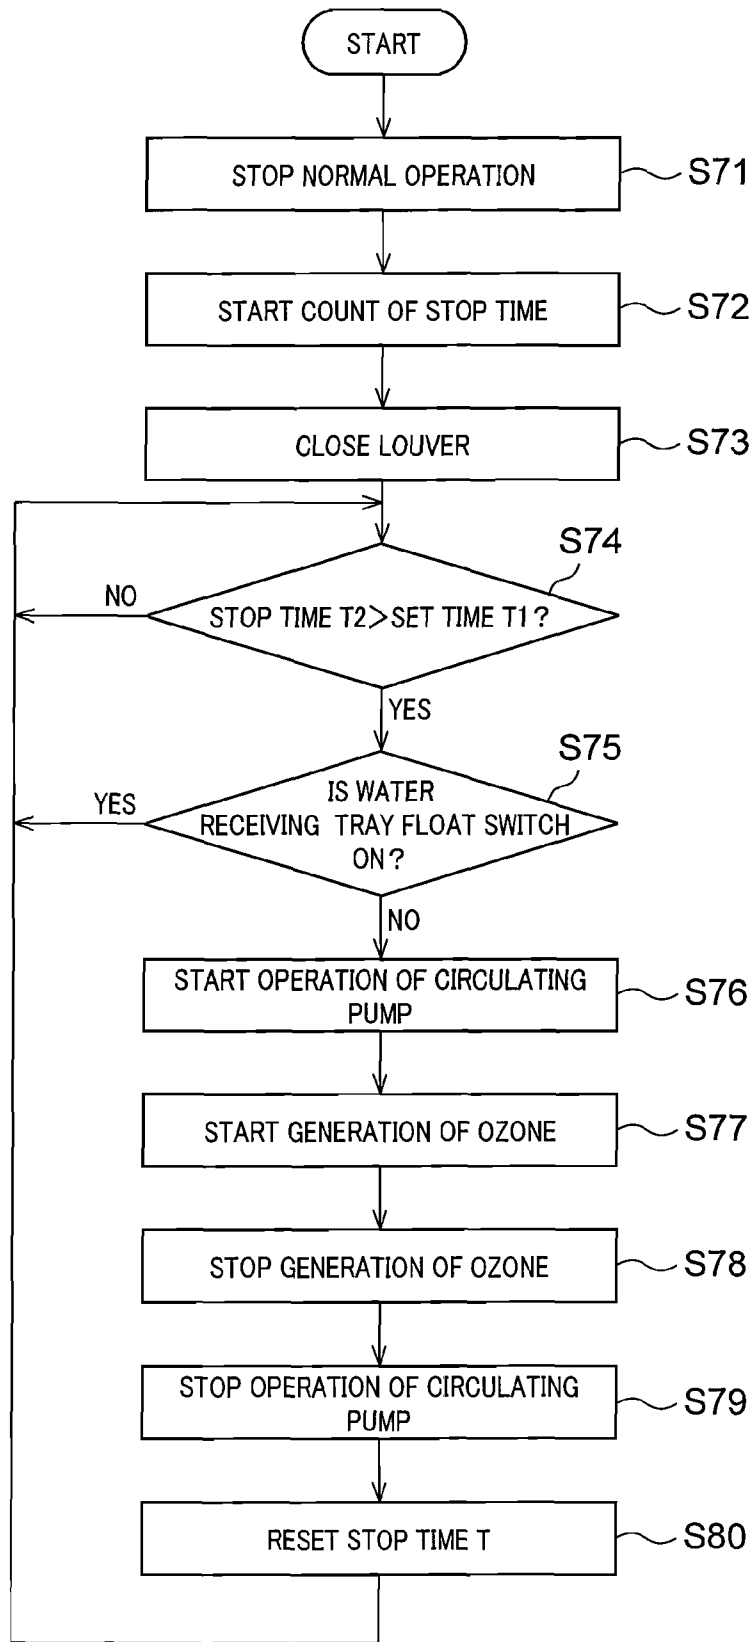 START
STOP NORMAL OPERATION
S71
START COUNT OF STOP TIME
S72
CLOSE LOUVER
S73
S74
NO
STOP TIME T2>SET TIME T1?
YES
S75
YES
IS WATER
RECEIVING TRAY FLOAT SWITCH
ON?
NO
START OPERATION OF CIRCULATING
PUMP
S76
START GENERATION OF OZONE
S77
STOP GENERATION OF OZONE
S78
STOP OPERATION OF CIRCULATING
PUMP
S79
RESET STOP TIME T
S80